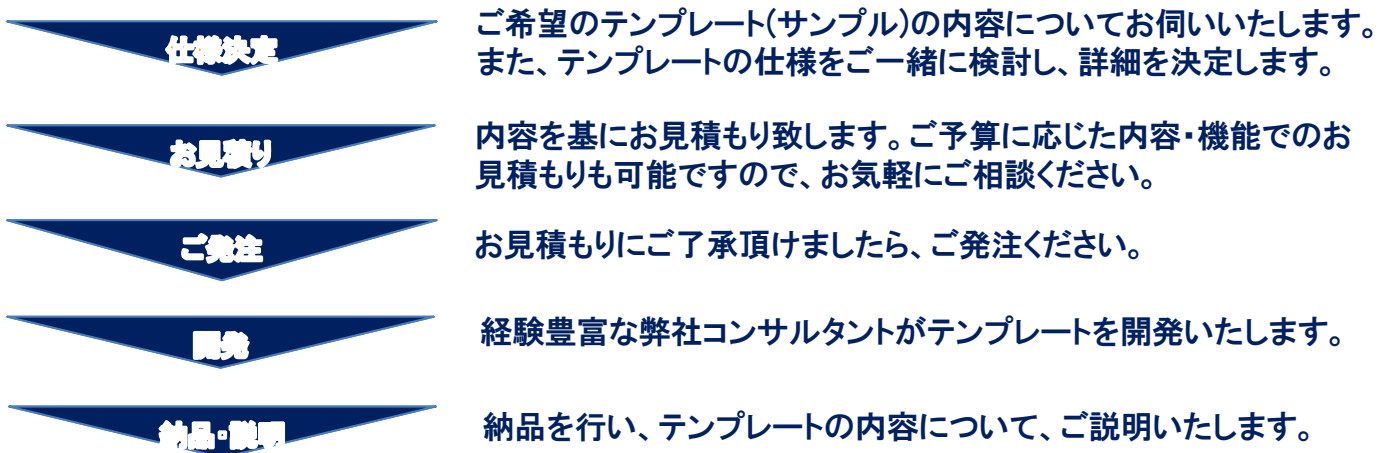 仕様決定
ご希望のテンプレート(サンプル)の内容についてお伺いいたします。
また、テンプレートの仕様をご一緒に検討し、詳細を決定します。
お見積り
内容を基にお見積もり致します。ご予算に応じた内容・機能でのお
見積もりも可能ですので、お気軽にご相談ください。
ご発注
お見積もりにご了承頂けましたら、ご発注ください。
開発
経験豊富な弊社コンサルタントがテンプレートを開発いたします。
納品・説明
納品を行い、テンプレートの内容について、ご説明いたします。